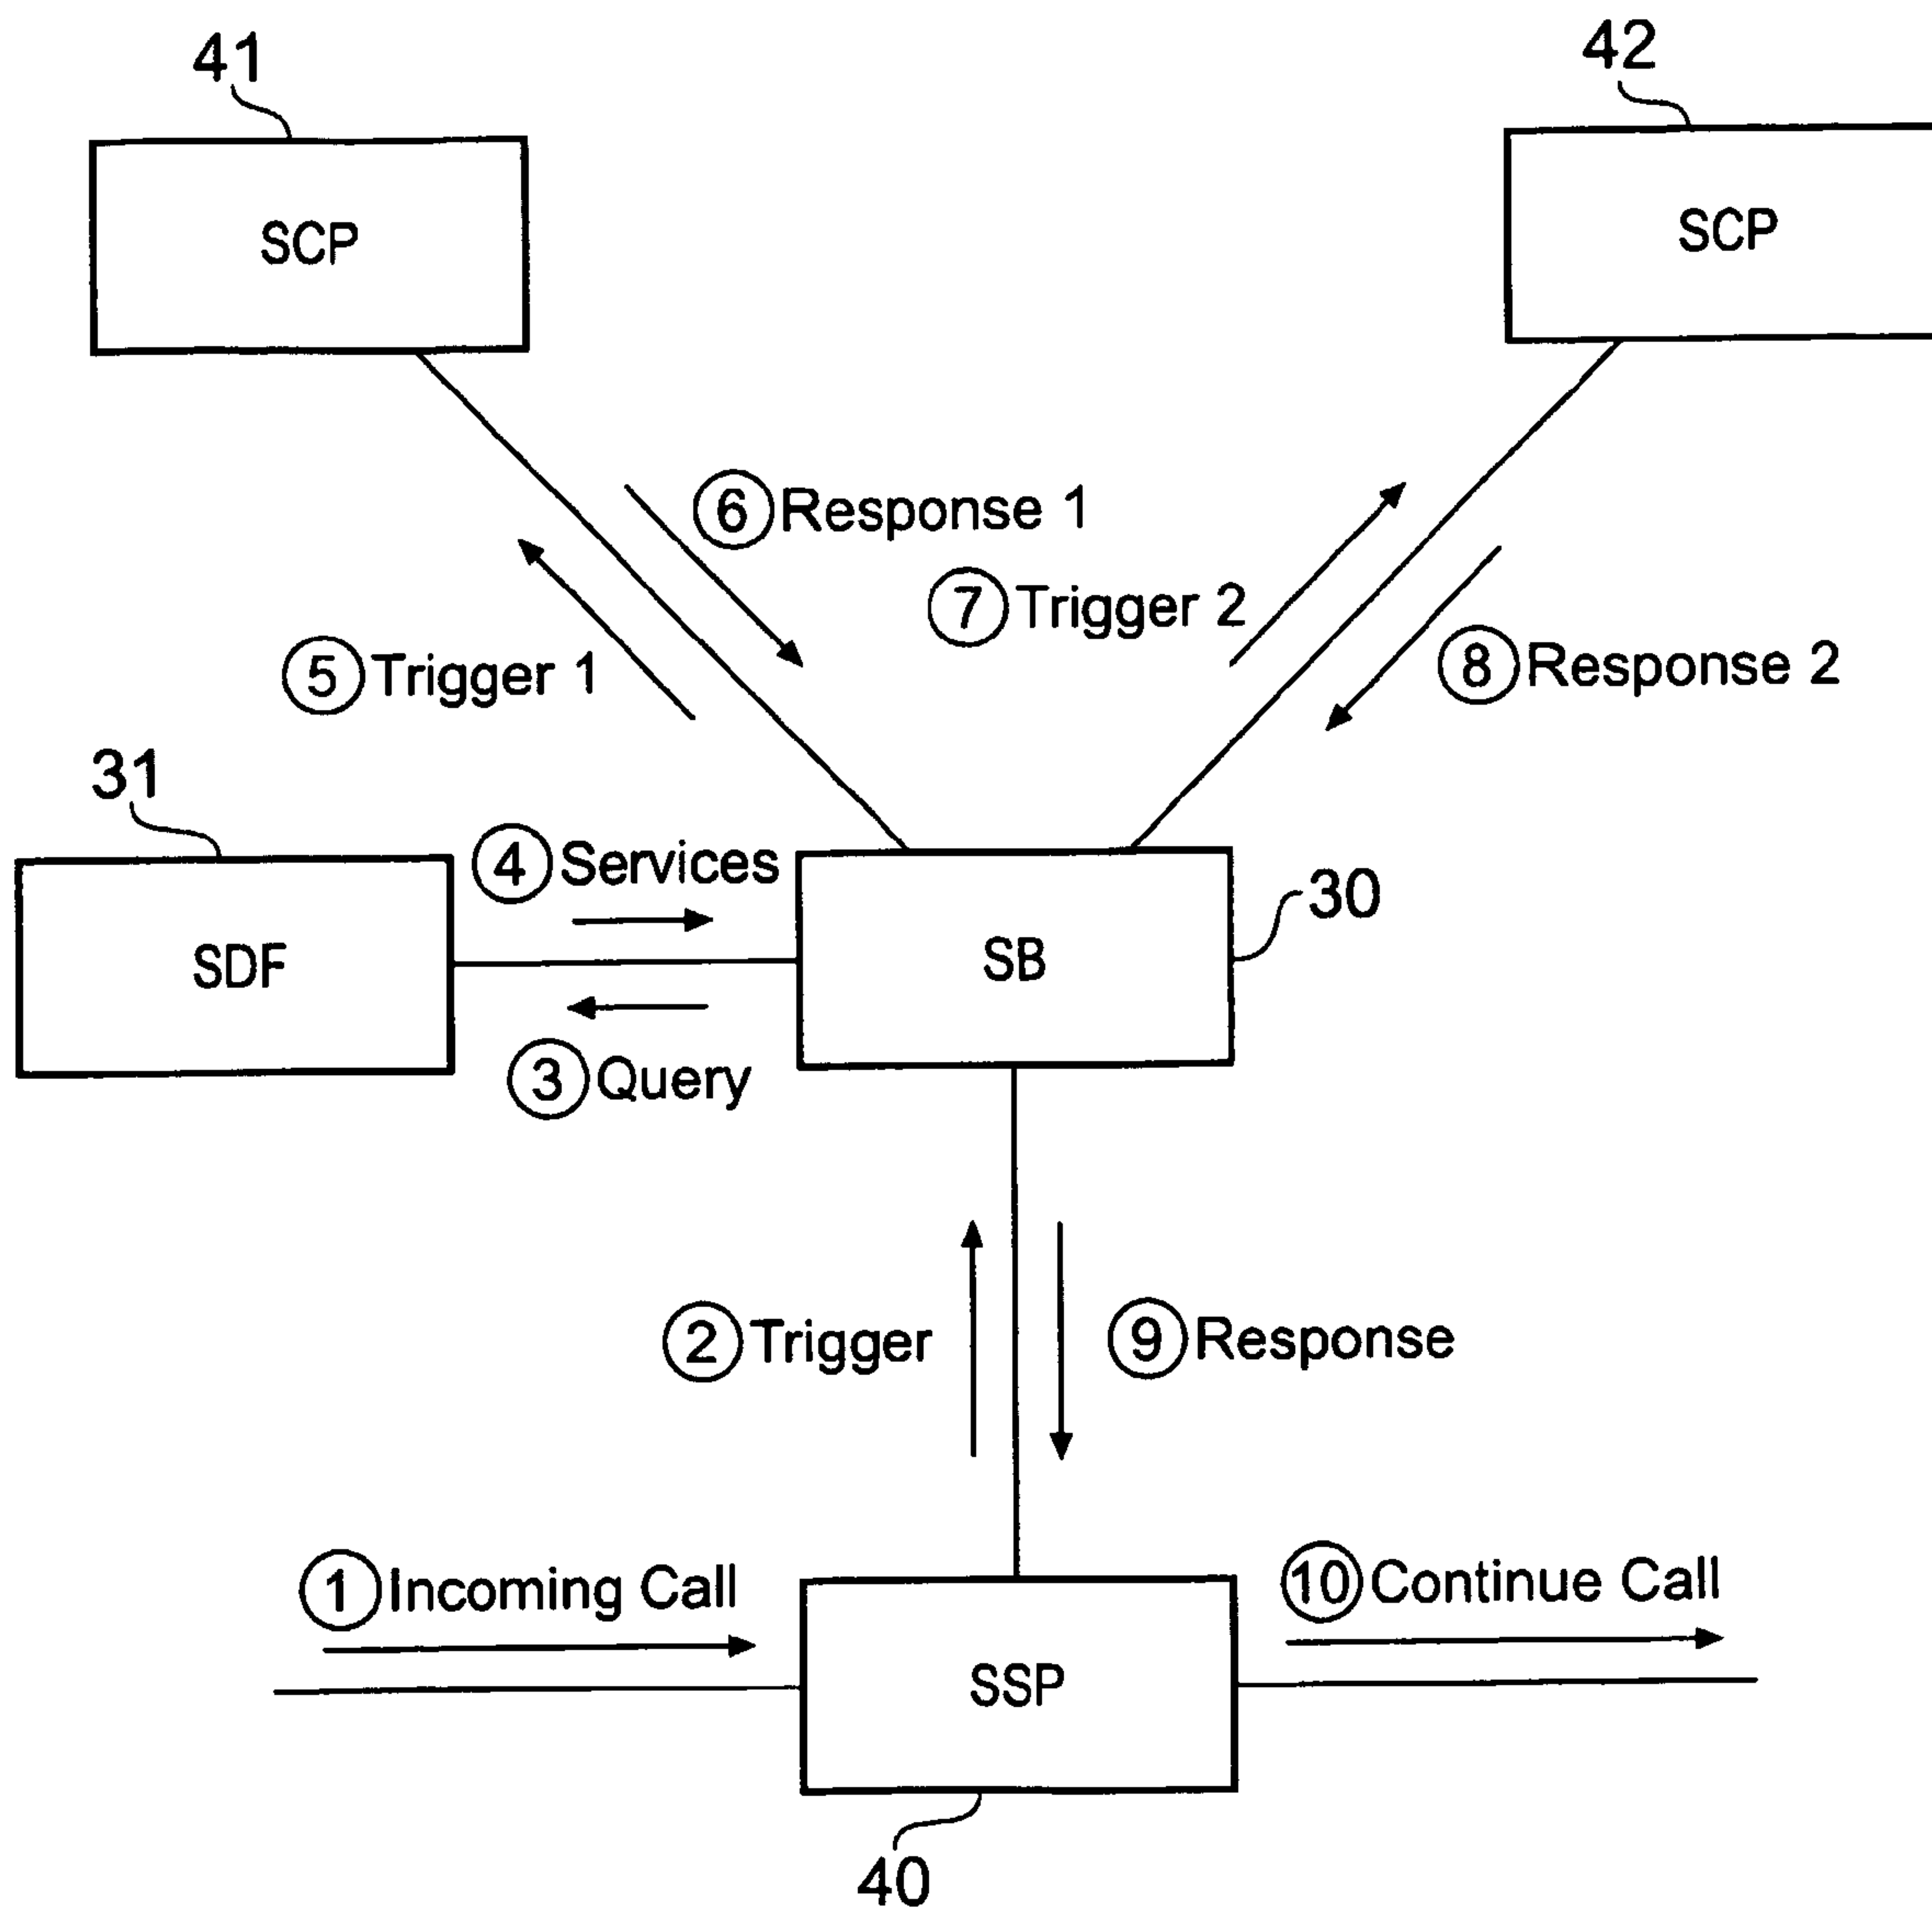 41
42
SCP
SCP
6 Response 1
7 Trigger 2
5 Trigger 1
8 Response 2
31
4 Services
30
SDF
SB
3 Query
2 Trigger
9 Response
1 Incoming Call
10 Continue Call
SSP
40